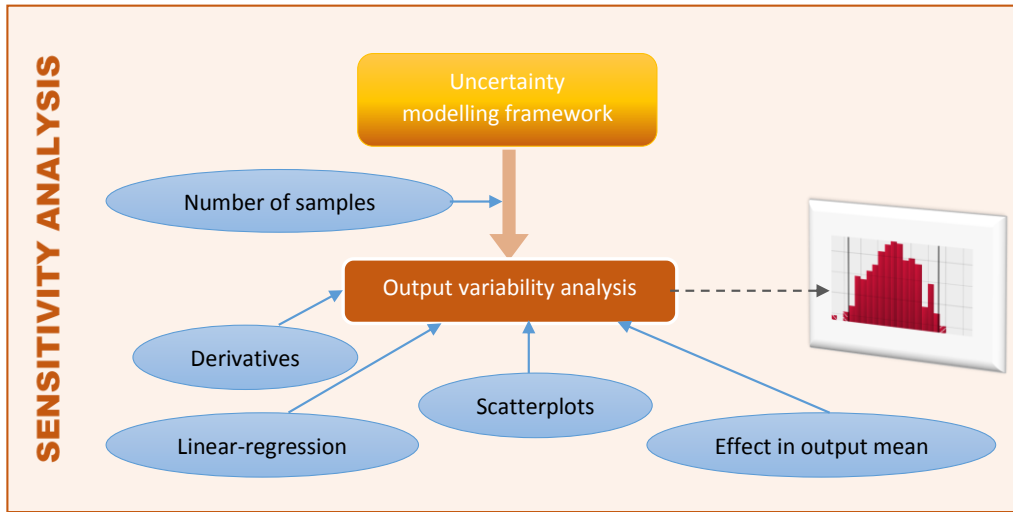 SENSITIVITY ANALYSIS
Uncertainty
modelling framework
Number of samples
Output variability analysis
Derivatives
Scatterplots
Linear-regression
Effect in output mean